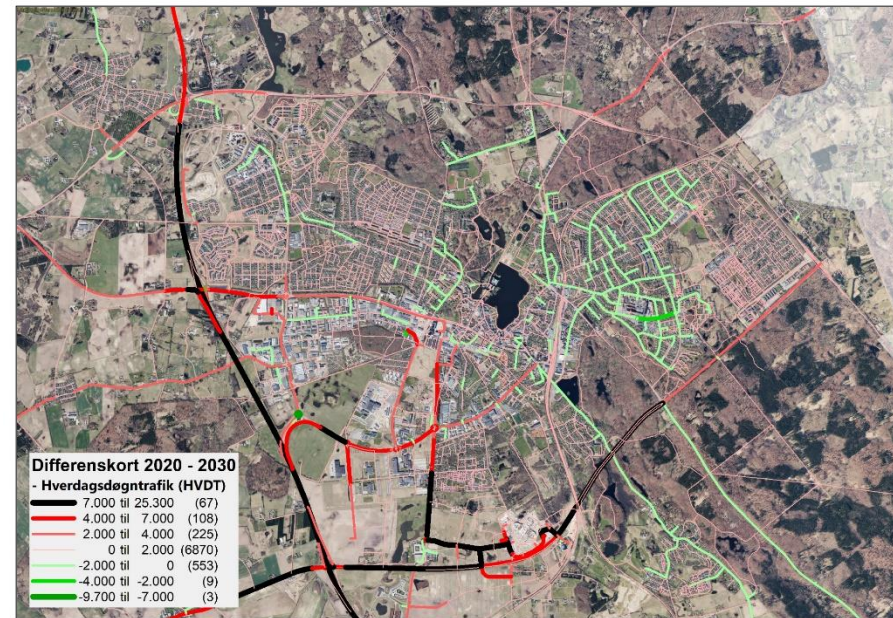 Differenskort 2020 - 2030
- Hverdagsdøgntrafik (HVDT)
7.000 til 25.300 (67)
4.000 til 7.000 (108)
2.000 til 4.000 (225)
0 til 2.000 (6870)
-2.000 til 0 (553)
-4.000 til -2.000 (9)
-9.700 til -7.000 (3)